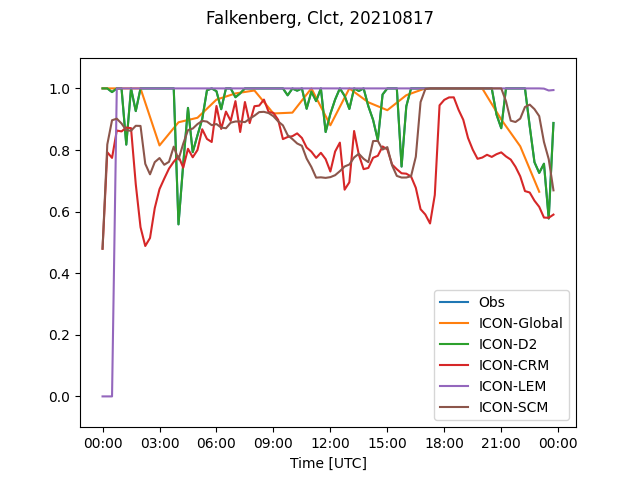 Falkenberg, Clct, 20210817
1.0
0.8
0.6
0.4
0.2
0.0
Obs
ICON-Global
ICON-D2
ICON-CRM
ICON-LEM
ICON-SCM
00:00 03:00 06:00 09:00 12:00 15:00 18:00 21:00 00:00
Time [UTC]